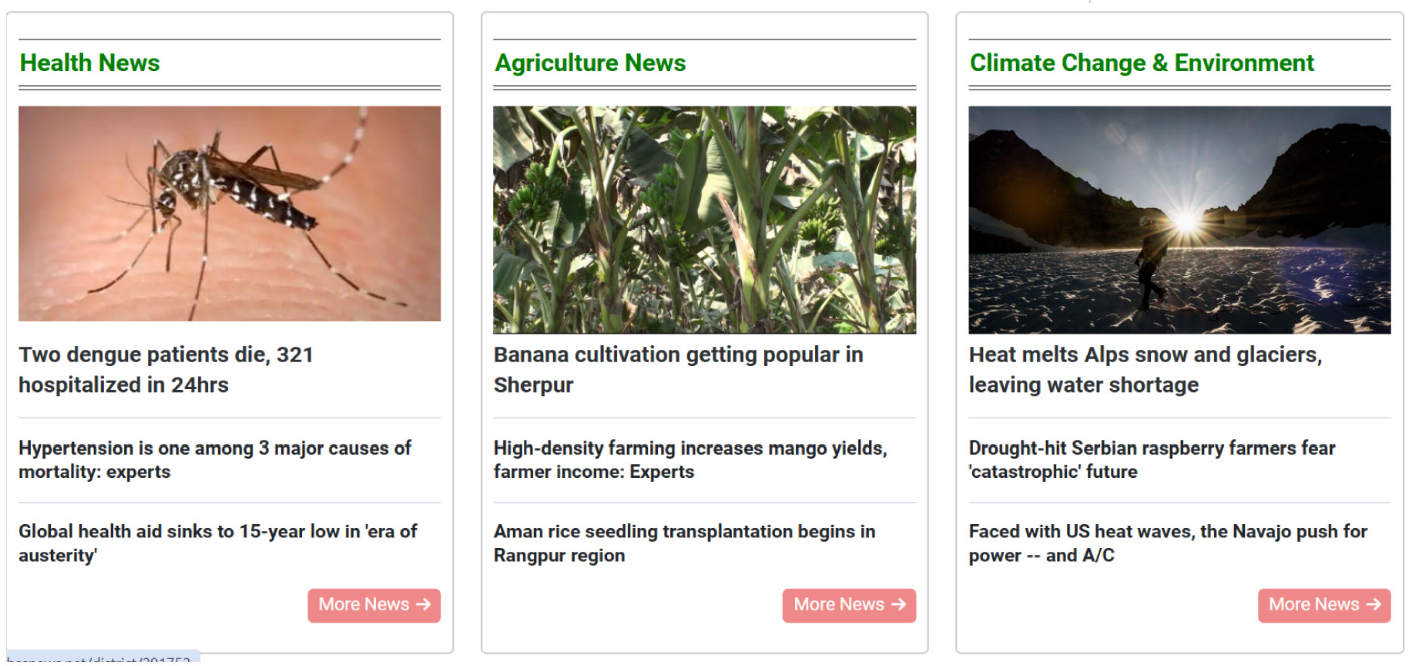 Health News
Two dengue patients die, 321
hospitalized in 24hrs
Hypertension is one among 3 major causes of
mortality: experts
Global health aid sinks to 15-year low in 'era of
austerity'
More News →
Agriculture News
Banana cultivation getting popular in
Sherpur
High-density farming increases mango yields,
farmer income: Experts
Aman rice seedling transplantation begins in
Rangpur region
More News →
Climate Change & Environment
Heat melts Alps snow and glaciers,
leaving water shortage
Drought-hit Serbian raspberry farmers fear
'catastrophic' future
Faced with US heat waves, the Navajo push for
power -- and A/C
More News →